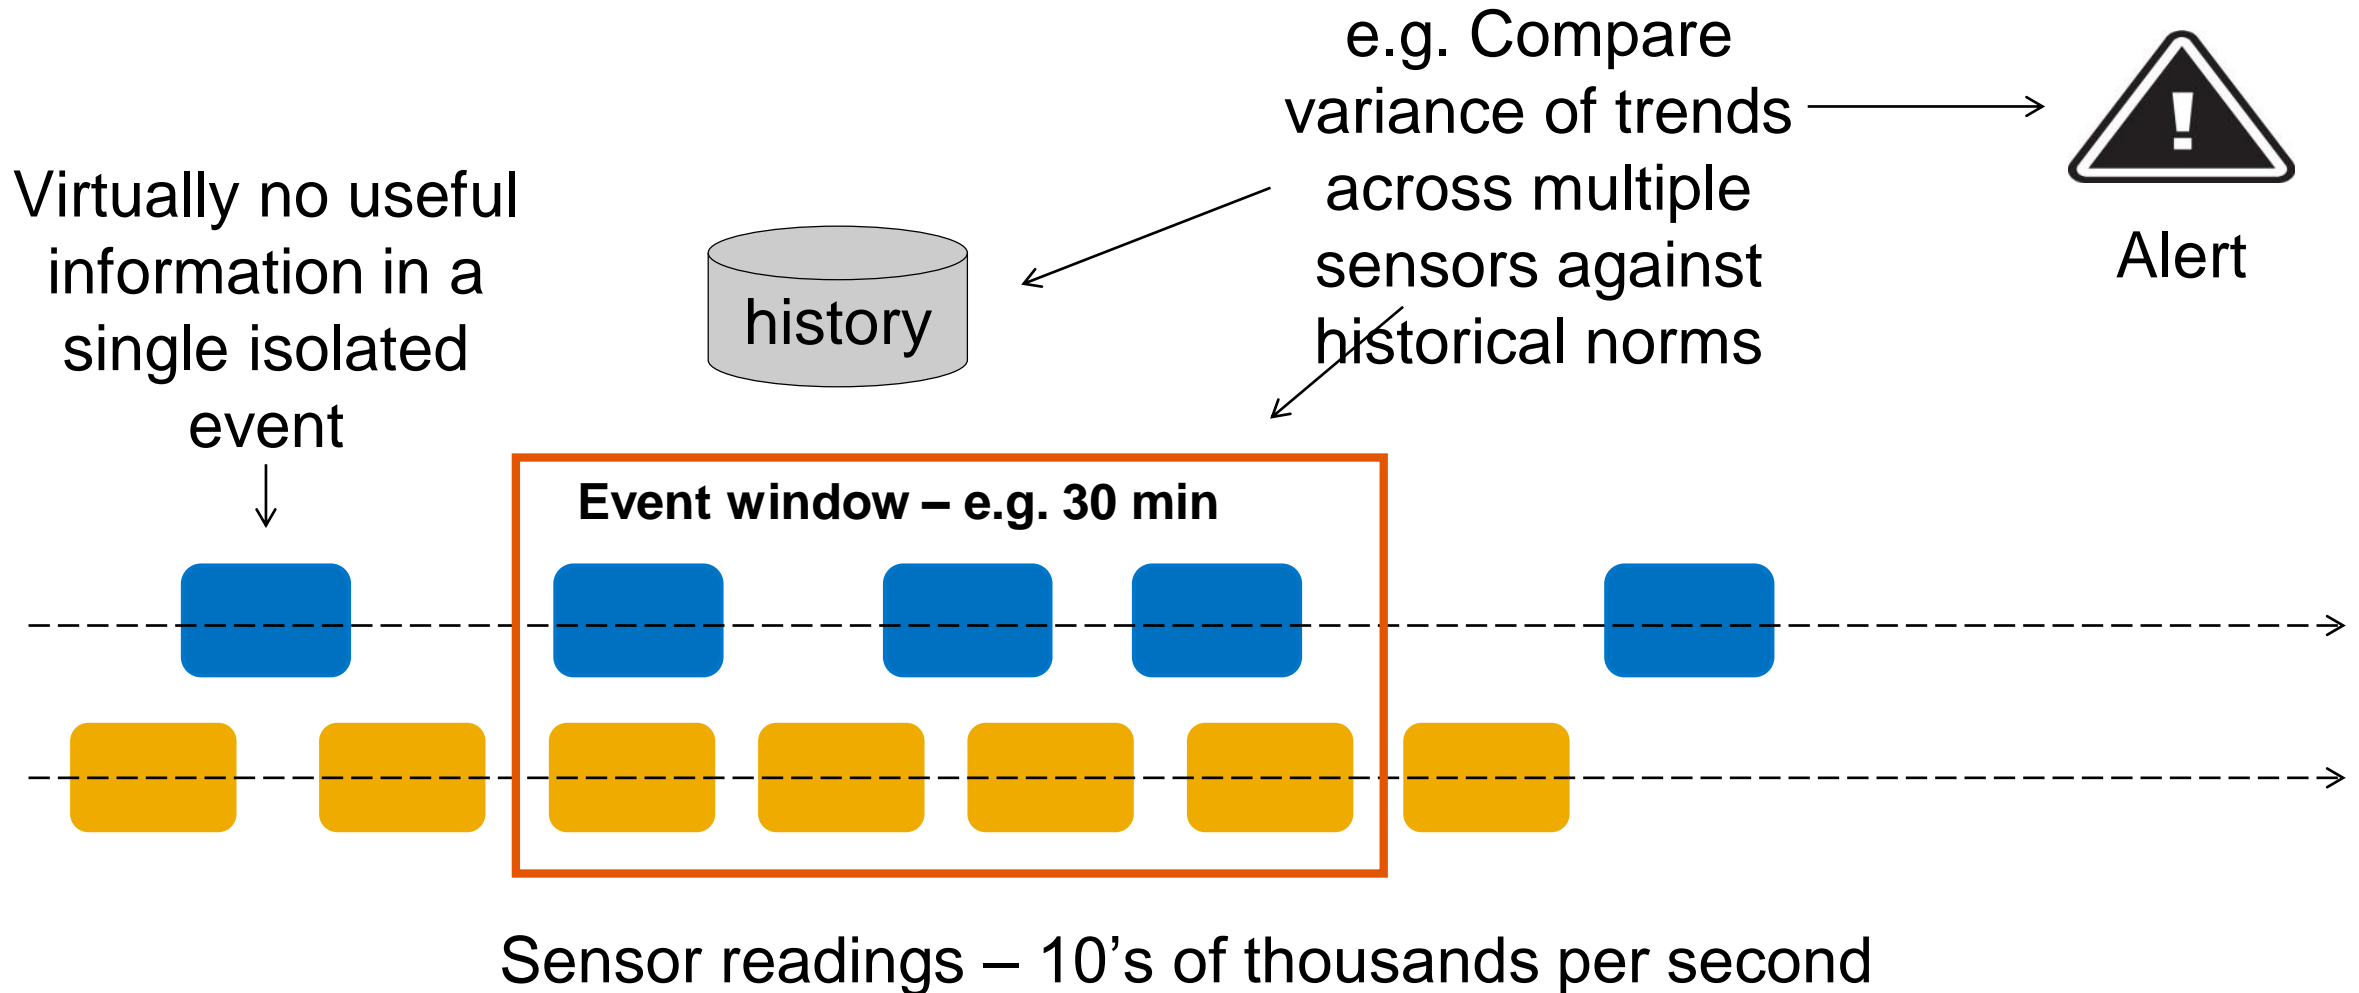 Virtually no useful
information in a
single isolated
event
history
e.g. Compare
variance of trends
across multiple
sensors against
historical norms
!
Alert
Event window – e.g. 30 min
Sensor readings – 10’s of thousands per second